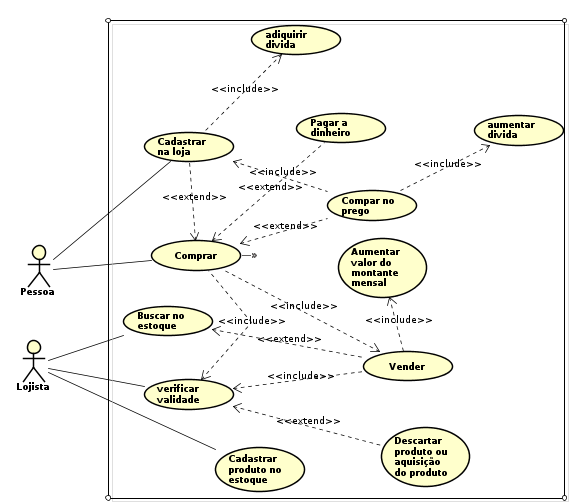 adiquirir
divida
<<include>>
Pagar a
dinheiro
aumentar
divida
Cadastrar
na loja
<<include>>
<<include>>
<<extend>>
<<extend>>
Compar no
prego
<<extend>>
Comprar
Aumentar
valor do
montante
mensal
Pessoa
<<include>>
Buscar no
estoque
<<include>>
<<include>>
<<extend>>
Vender
Lojista
<<include>>
verificar
validade
<<extend>>
Descartar
produto ou
aquisição
do produto
Cadastrar
produto no
estoque